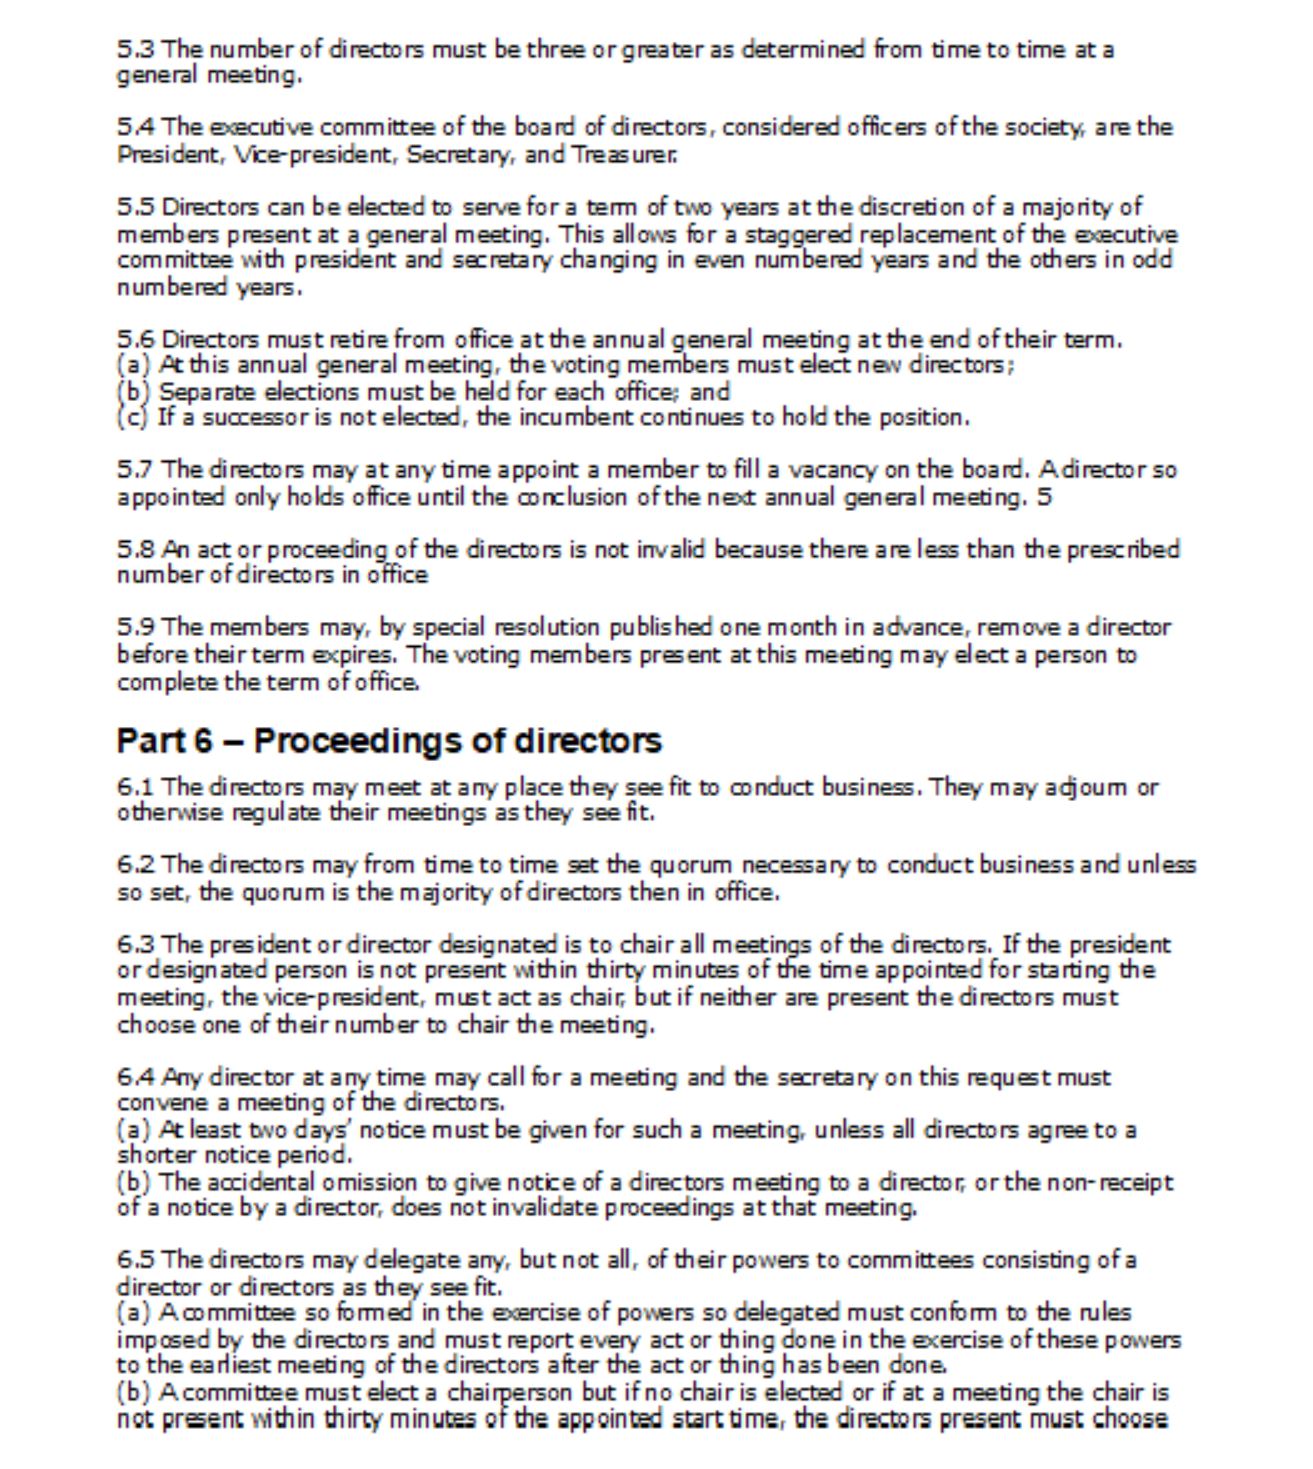 5.3 The number of directors must be three or greater as determined from time to time at a
general meeting.
5.4 The executive committee of the board of directors, considered officers of the society, are the
President, Vice-president, Secretary, and Treasurer.
5.5 Directors can be elected to serve for a term of two years at the discretion of a majority of
members present at a general meeting. This allows for a staggered replacement of the executive
committee with president and secretary changing in even numbered years and the others in odd
numbered years.
5.6 Directors must retire from office at the annual general meeting at the end of their term.
(a) At this annual general meeting, the voting members must elect new directors;
(b) Separate elections must be held for each office; and
(c) If a successor is not elected, the incumbent continues to hold the position.
5.7 The directors may at any time appoint a member to fill a vacancy on the board. A director so
appointed only holds office until the conclusion of the next annual general meeting. 5
5.8 An act or proceeding of the directors is not invalid because there are less than the prescribed
number of directors in office
5.9 The members may, by special resolution published one month in advance, remove a director
before their term expires. The voting members present at this meeting may elect a person to
complete the term of office.
Part 6 – Proceedings of directors
6.1 The directors may meet at any place they see fit to conduct business. They may adjourn or
otherwise regulate their meetings as they see fit.
6.2 The directors may from time to time set the quorum necessary to conduct business and unless
so set, the quorum is the majority of directors then in office.
6.3 The president or director designated is to chair all meetings of the directors. If the president
or designated person is not present within thirty minutes of the time appointed for starting the
meeting, the vice-president, must act as chair, but if neither are present the directors must
choose one of their number to chair the meeting.
6.4 Any director at any time may call for a meeting and the secretary on this request must
convene a meeting of the directors.
(a) At least two days' notice must be given for such a meeting, unless all directors agree to a
shorter notice period.
(b) The accidental omission to give notice of a directors meeting to a director, or the non-receipt
of a notice by a director, does not invalidate proceedings at that meeting.
6.5 The directors may delegate any, but not all, of their powers to committees consisting of a
director or directors as they see fit.
(a) A committee so formed in the exercise of powers so delegated must conform to the rules
imposed by the directors and must report every act or thing done in the exercise of these powers
to the earliest meeting of the directors after the act or thing has been done.
(b) A committee must elect a chairperson but if no chair is elected or if at a meeting the chair is
not present within thirty minutes of the appointed start time, the directors present must choose